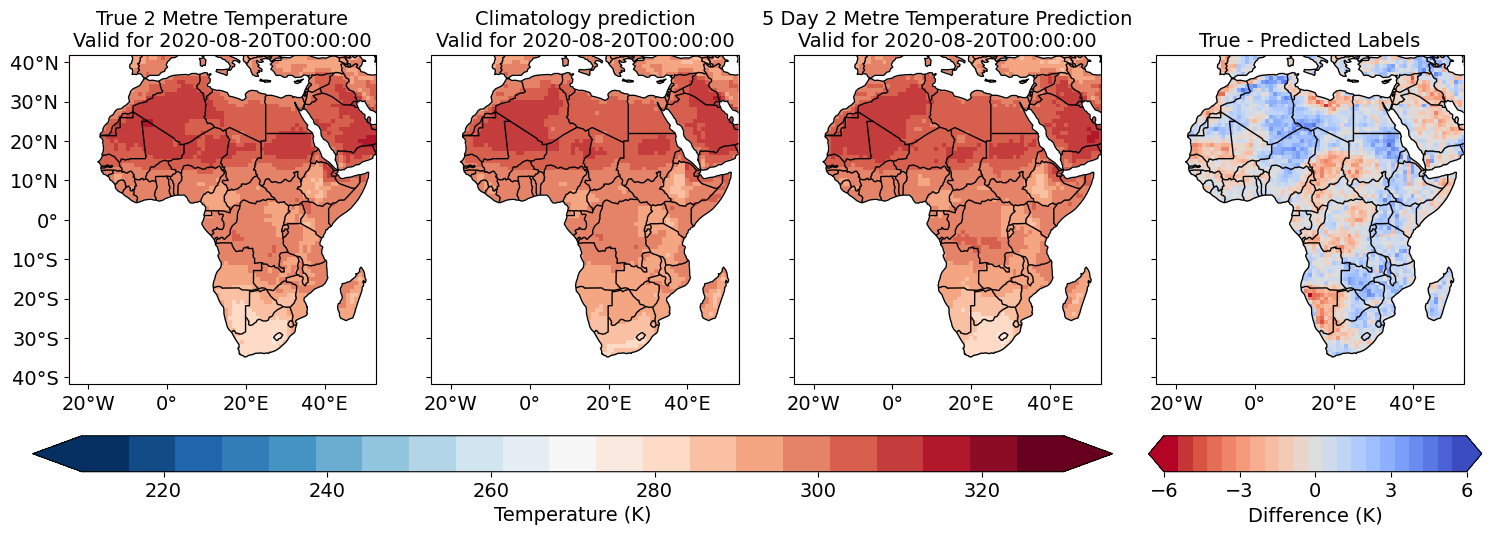 True 2 Metre Temperature
Valid for 2020-08-20T00:00:00
Climatology prediction
Valid for 2020-08-20T00:00:00
5 Day 2 Metre Temperature Prediction
Valid for 2020-08-20T00:00:00
True - Predicted Labels
40°N
30°N
20°N
10°N
0°
10°S
20°S
30°S
40°S
20°W 0° 20°E 40°E
20°W 0° 20°E 40°E
20°W 0° 20°E 40°E
20°W 0° 20°E 40°E
220 240 260 280 300 320
Temperature (K)
−6 −3 0 3 6
Difference (K)